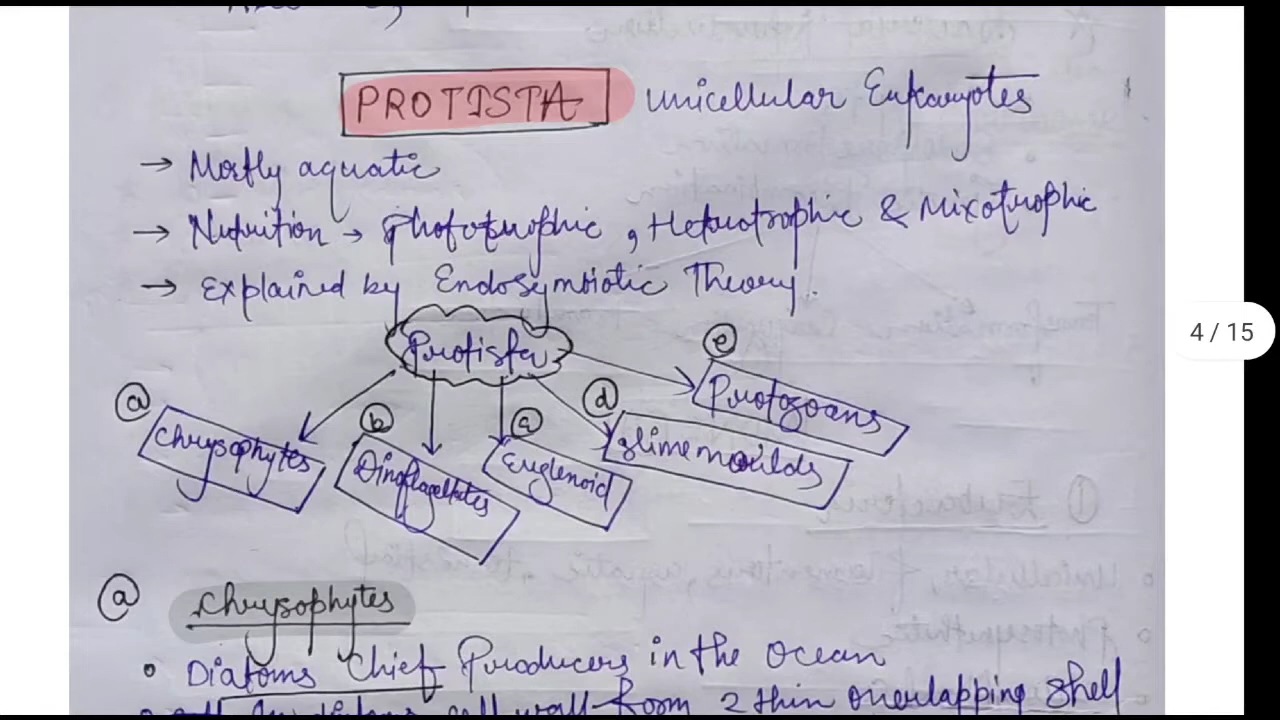 PROTISTA unicellular Eukaryotes
→ Mostly aquatic
→ Nutrition → Phototrophic, Heterotrophic & Mixotrophic
→ Explained by Endosymbiotic Theory.
Protista
ⓔ
Protozoans
ⓐ
Chrysophytes
ⓑ
Dinoflagellates
ⓒ
Euglenoid
ⓓ
Slime moulds
4 / 15
ⓐ Chrysophytes
• Diatoms Chief Producers in the ocean
cell wall form 2 thin overlapping shell